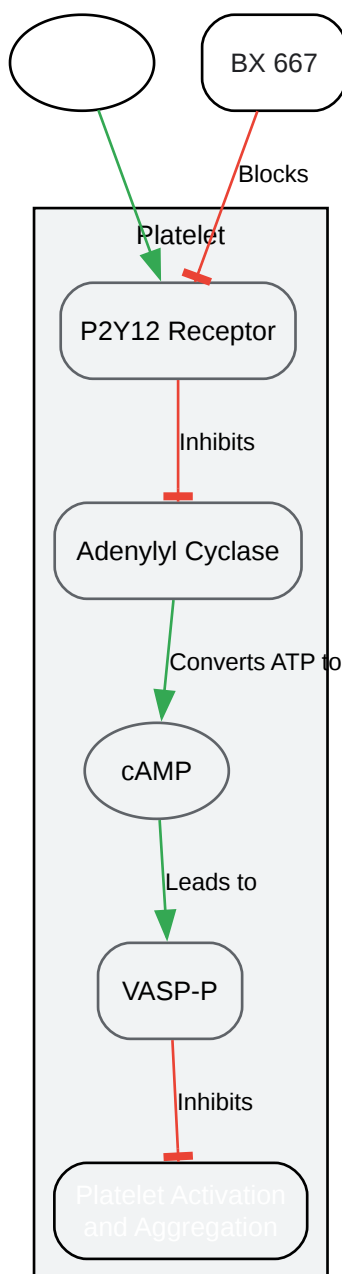 BX 667
Blocks
Platelet
P2Y12 Receptor
Inhibits
Adenylyl Cyclase
Converts ATP to
cAMP
Leads to
VASP-P
Inhibits
Platelet Activation
and Aggregation